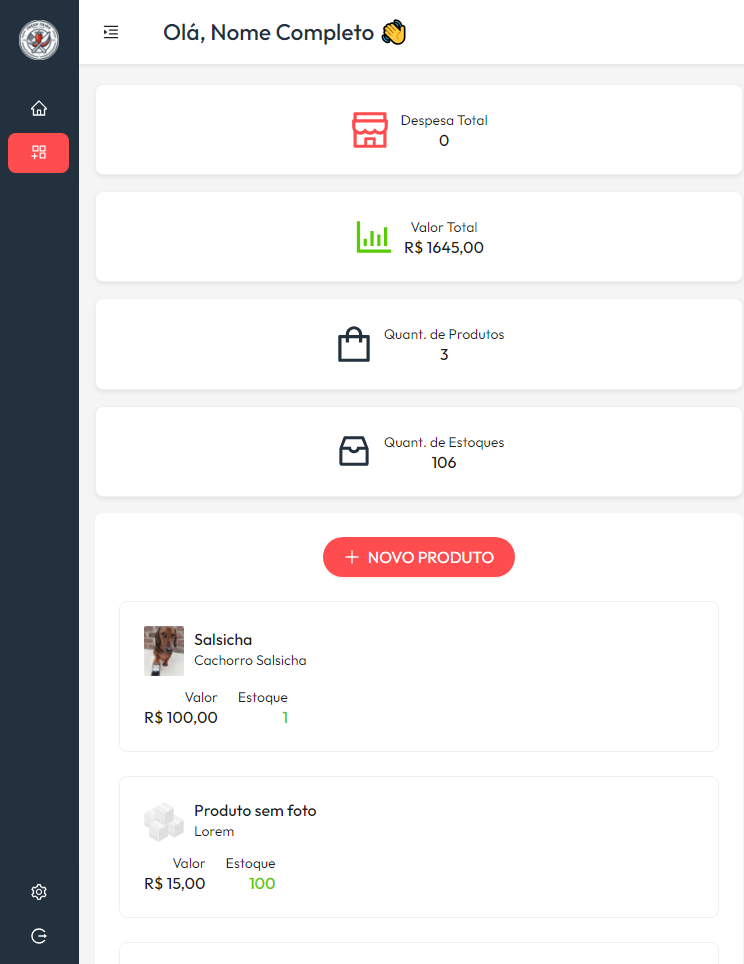 Olá, Nome Completo 👋
Despesa Total
0
Valor Total
R$ 1645,00
Quant. de Produtos
3
Quant. de Estoques
106
NOVO PRODUTO
Salsicha
Cachorro Salsicha
Valor Estoque
R$ 100,00 1
Produto sem foto
Lorem
Valor Estoque
R$ 15,00 100